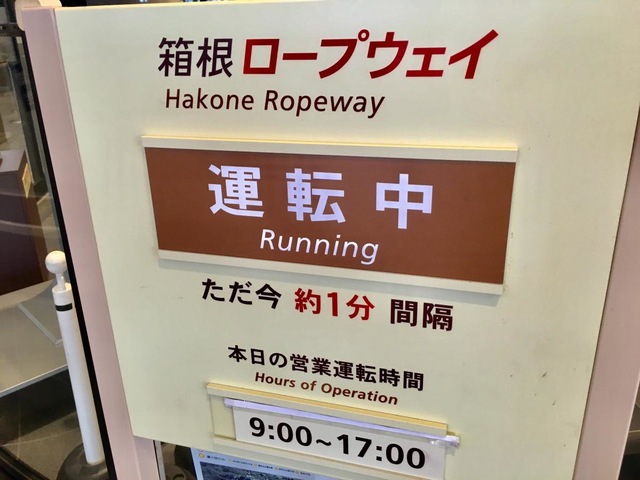 箱根ロープウェイ
Hakone Ropeway
運転中
Running
ただ今 約1分 間隔
本日の営業運転時間
Hours of Operation
9:00~17:00